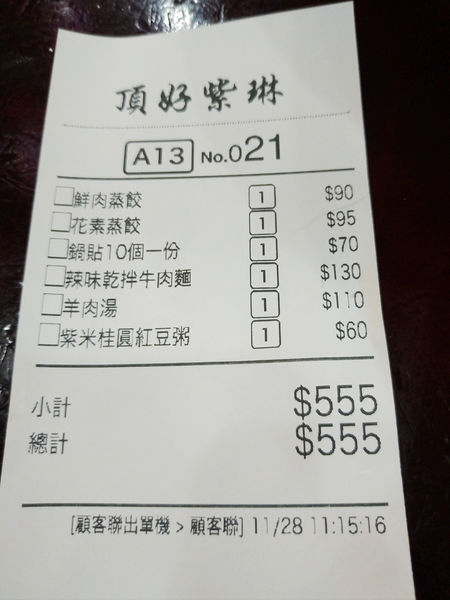 頂好紫琳
A13 No.021
鮮肉蒸餃 1 $90
花素蒸餃 1 $95
鍋貼10個一份 1 $70
辣味乾拌牛肉麵 1 $130
羊肉湯 1 $110
紫米桂圓紅豆粥 1 $60
小計 $555
總計 $555
[顧客聯出單機 > 顧客聯] 11/28 11:15:16